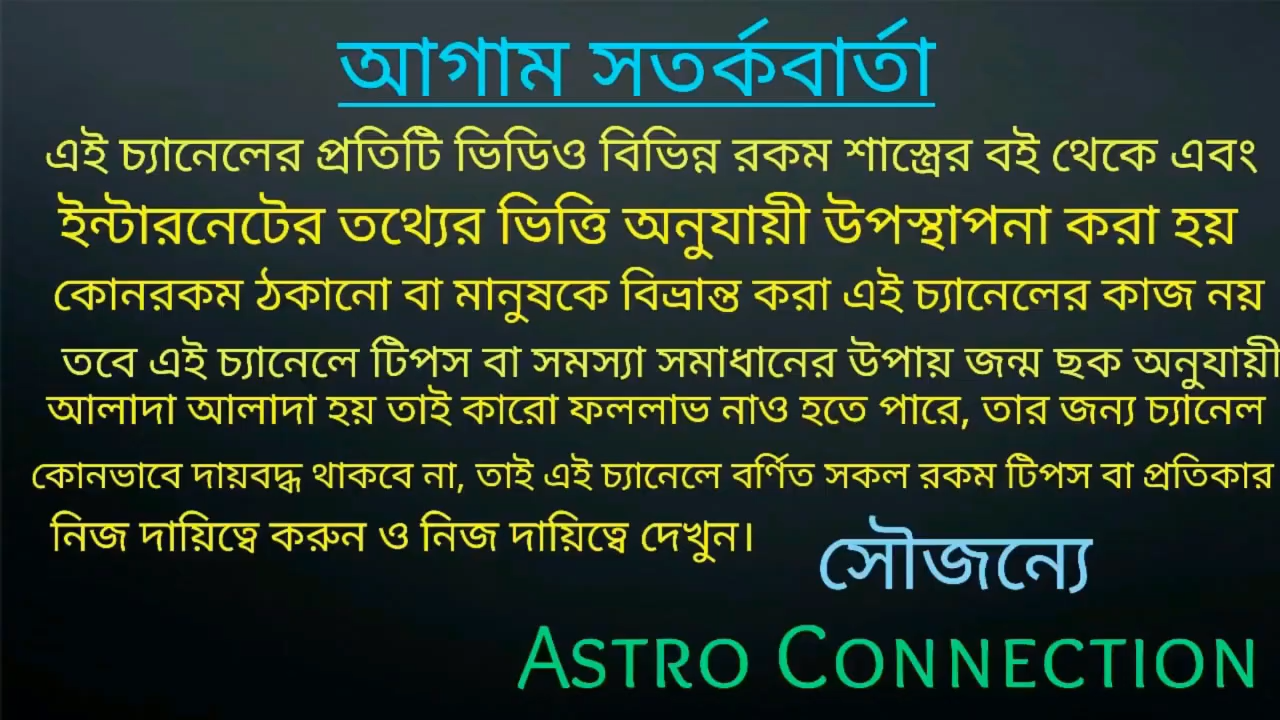 আগাম সতর্কবার্তা
এই চ্যানেলের প্রতিটি ভিডিও বিভিন্ন রকম শাস্ত্রের বই থেকে এবং
ইন্টারনেটের তথ্যের ভিত্তি অনুযায়ী উপস্থাপনা করা হয়
কোনরকম ঠকানো বা মানুষকে বিভ্রান্ত করা এই চ্যানেলের কাজ নয়
তবে এই চ্যানেলে টিপস বা সমস্যা সমাধানের উপায় জন্ম ছক অনুযায়ী
আলাদা আলাদা হয় তাই কারো ফললাভ নাও হতে পারে, তার জন্য চ্যানেল
কোনভাবে দায়বদ্ধ থাকবে না, তাই এই চ্যানেলে বর্ণিত সকল রকম টিপস বা প্রতিকার
নিজ দায়িত্বে করুন ও নিজ দায়িত্বে দেখুন।
সৌজন্যে
ASTRO CONNECTION